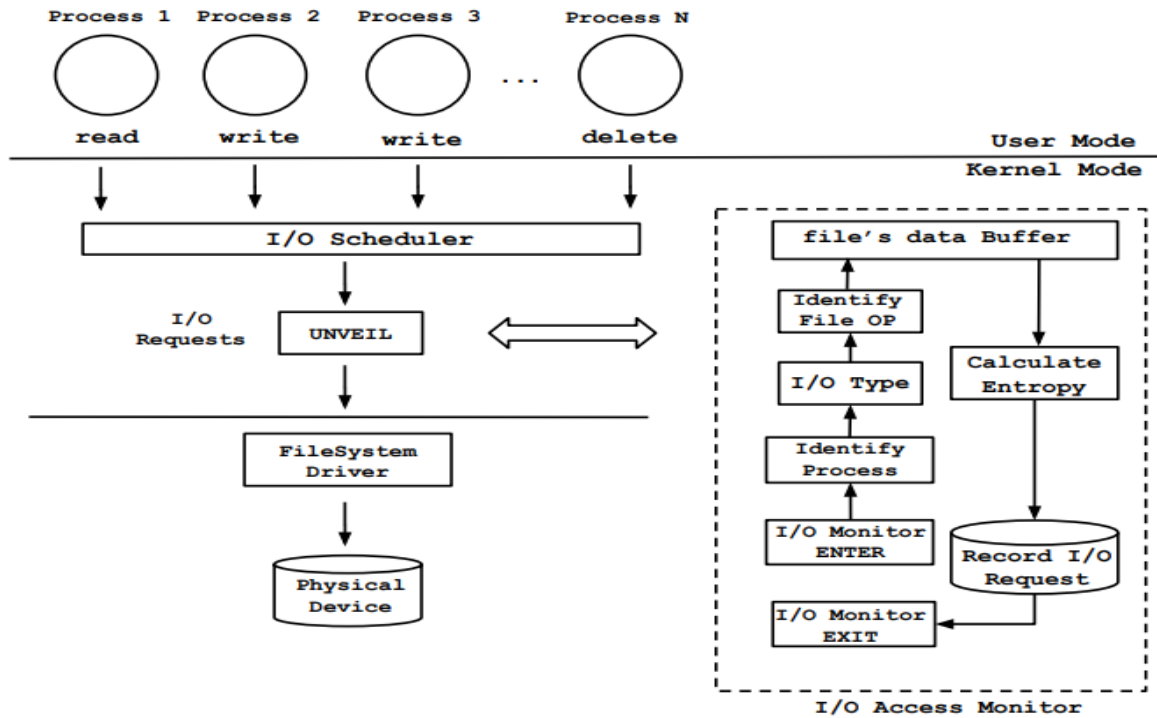 Process 1
Process 2
Process 3
Process N
...
read
write
write
delete
User Mode
Kernel Mode
I/O Scheduler
I/O
Requests
UNVEIL
FileSystem
Driver
Physical
Device
file's data Buffer
Identify
File OP
I/O Type
Identify
Process
I/O Monitor
ENTER
Calculate
Entropy
Record I/O
Request
I/O Monitor
EXIT
I/O Access Monitor